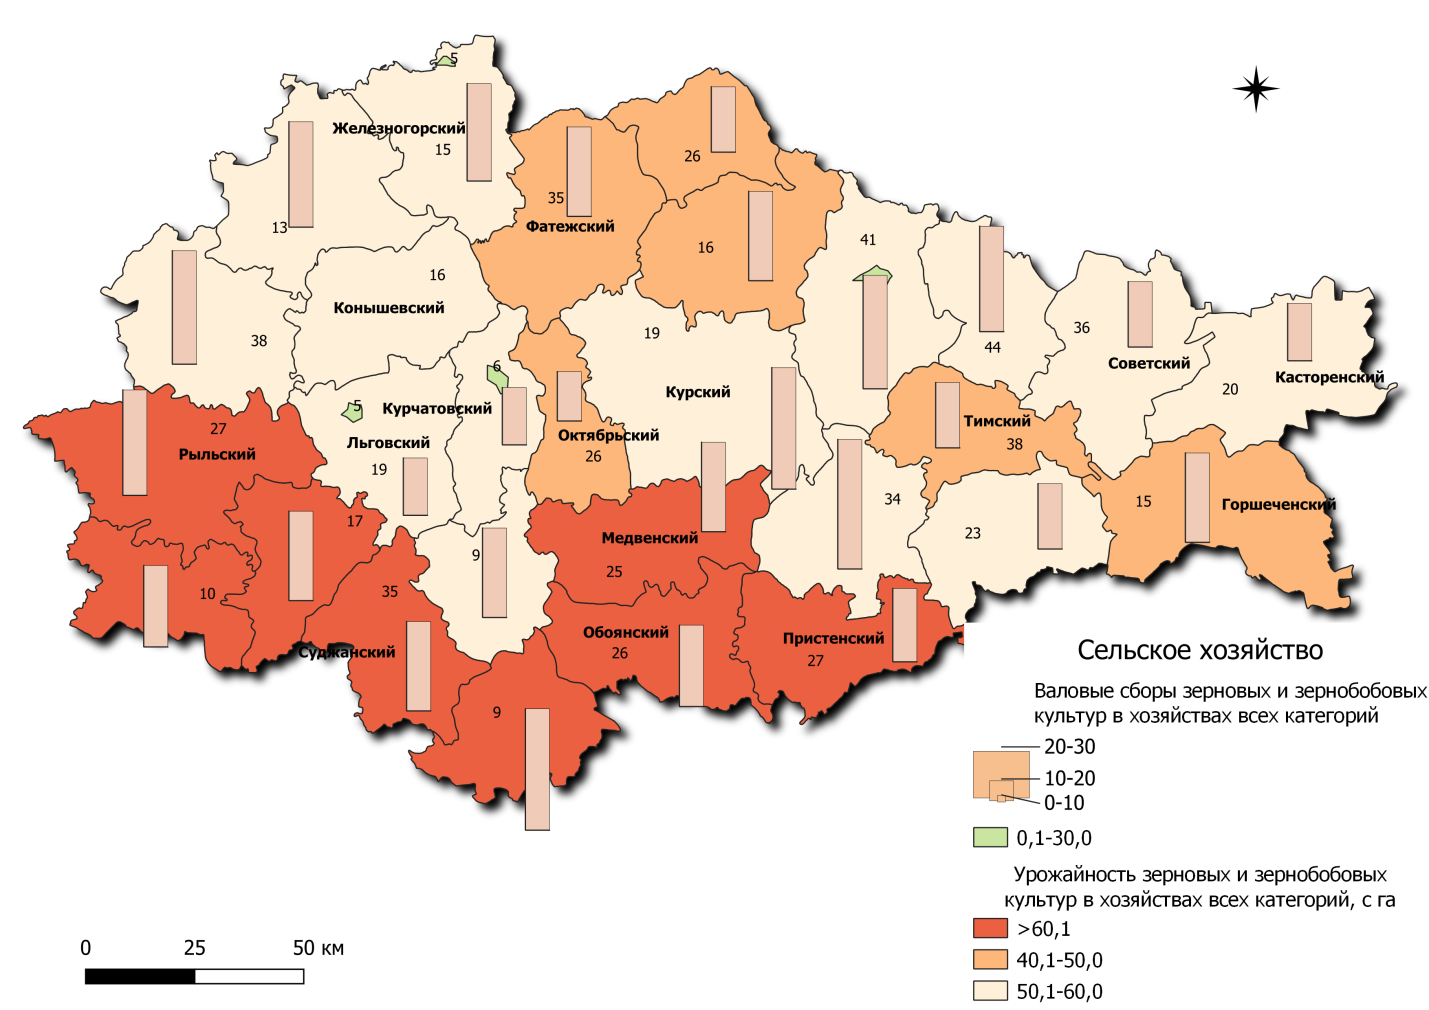 5
Железногорский
15
26
35
13
Фатежский
41
16
16
Конышевский
19
36
38
44
Советский
6
Касторенский
Курский
20
5
Курчатовский
27
Тимский
Октябрьский
Льговский
38
Рыльский
26
19
34
15
Горшеченский
17
23
Медвенский
9
25
10
35
Обоянский
Пристенский
Суджанский
26
27
9
Сельское хозяйство
Валовые сборы зерновых и зернобобовых
культур в хозяйствах всех категорий
20-30
10-20
0-10
0,1-30,0
Урожайность зерновых и зернобобовых
культур в хозяйствах всех категорий, с га
>60,1
40,1-50,0
50,1-60,0
0 25 50 км